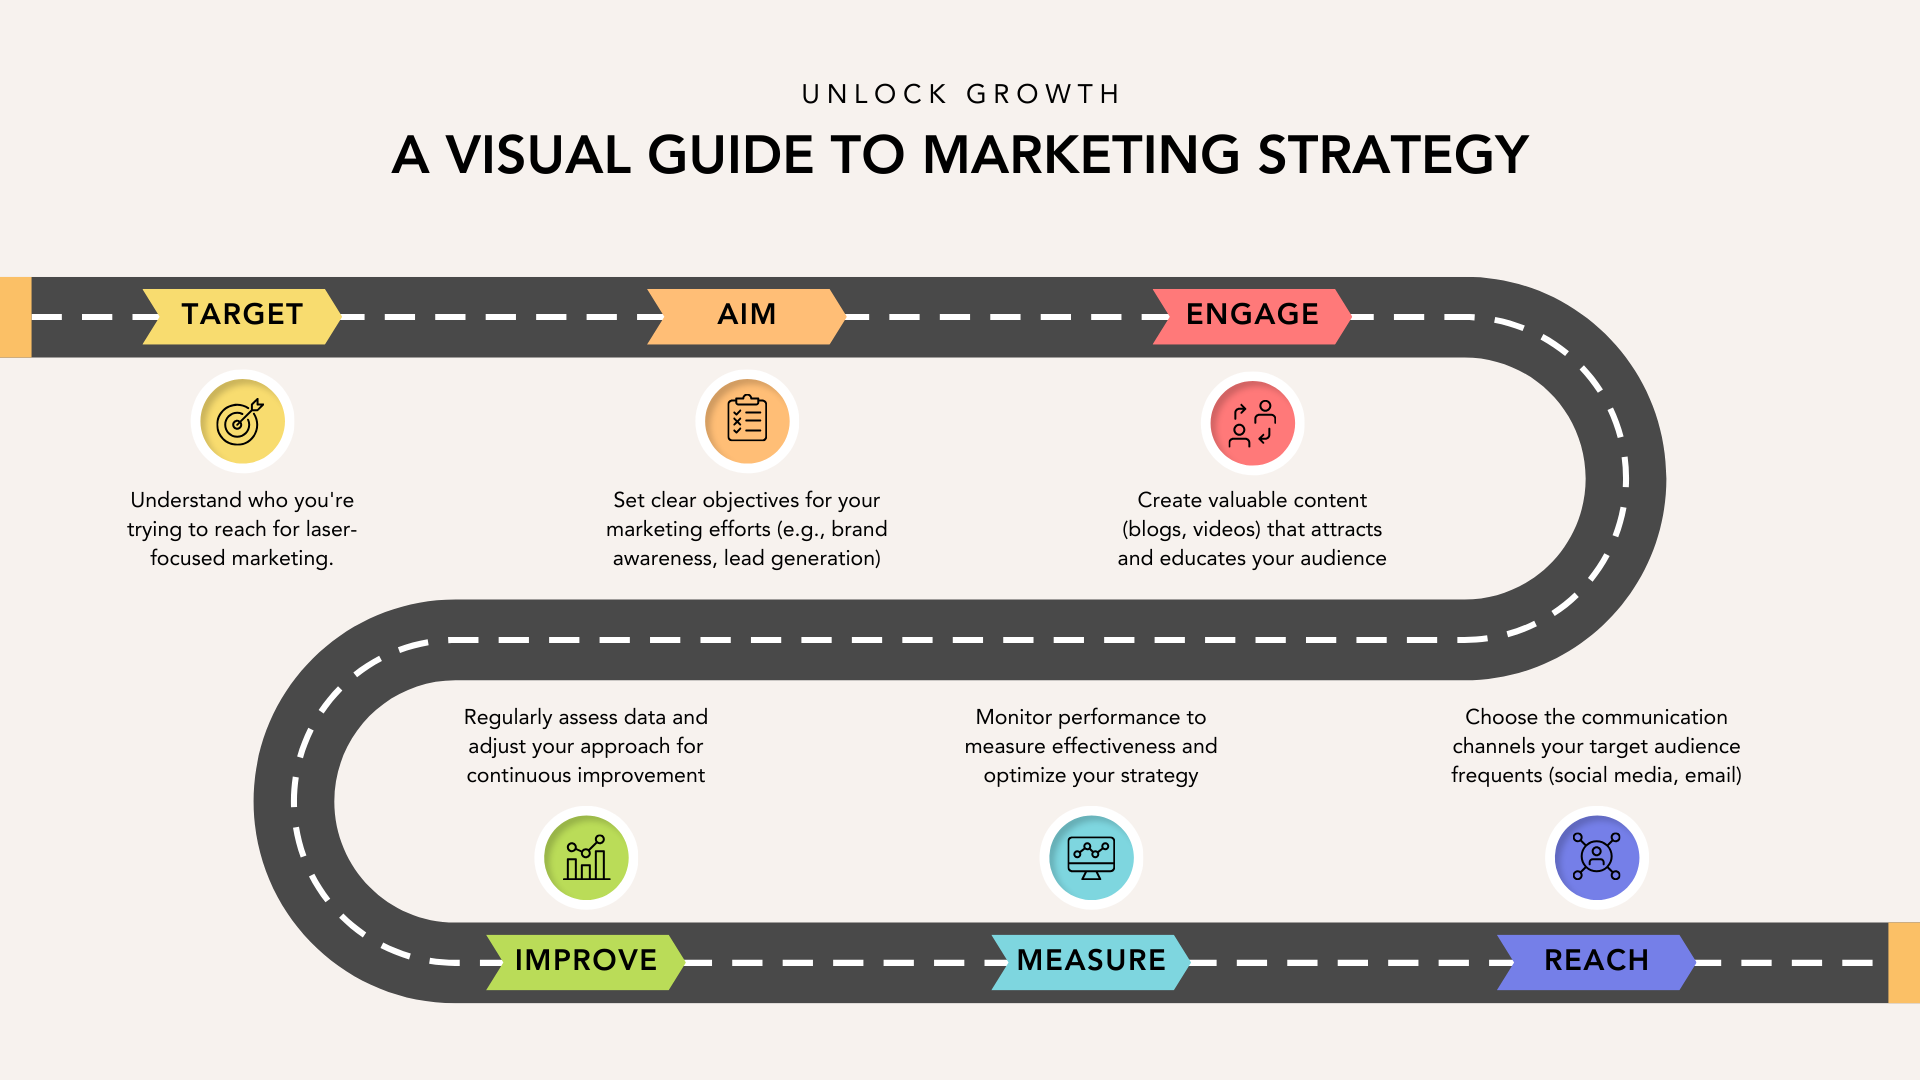 UNLOCK GROWTH
A VISUAL GUIDE TO MARKETING STRATEGY
TARGET
Understand who you're
trying to reach for laser-
focused marketing.
AIM
Set clear objectives for your
marketing efforts (e.g., brand
awareness, lead generation)
ENGAGE
Create valuable content
(blogs, videos) that attracts
and educates your audience
Regularly assess data and
adjust your approach for
continuous improvement
IMPROVE
Monitor performance to
measure effectiveness and
optimize your strategy
MEASURE
Choose the communication
channels your target audience
frequents (social media, email)
REACH